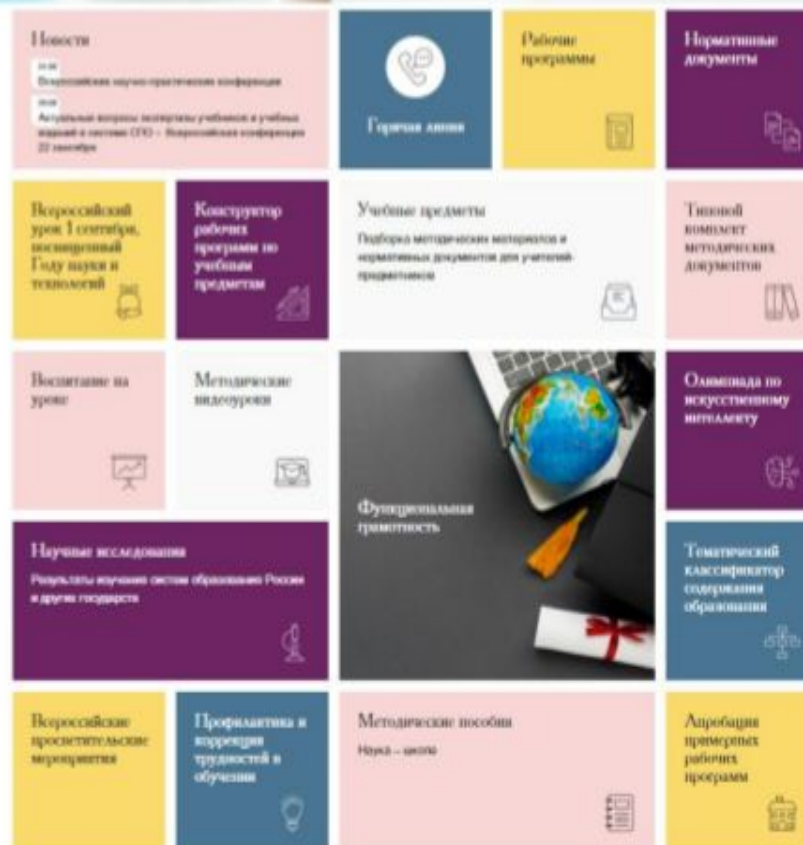 Новости
Всероссийская научно-практическая конференция
Актуальные вопросы экспертизы учебников и учебных
изданий в системе СПО – Всероссийская конференция
22 сентября
Горячая линия
Рабочие
программы
Нормативные
документы
Всероссийский
урок 1 сентября,
посвященный
Году науки и
технологий
Конструктор
рабочих
программ по
учебным
предметам
Учебные предметы
Подборка методических материалов и
нормативных документов для учителей-
предметников
Типовой
комплект
методических
документов
Воспитание на
уроке
Методические
видеоуроки
Функциональная
грамотность
Олимпиада по
искусственному
интеллекту
Научные исследования
Результаты изучения систем образования России
и других государств
Тематический
классификатор
содержания
образования
Всероссийские
просветительские
мероприятия
Профилактика и
коррекция
трудностей в
обучении
Методические пособия
Наука – школе
Апробация
примерных
рабочих
программ